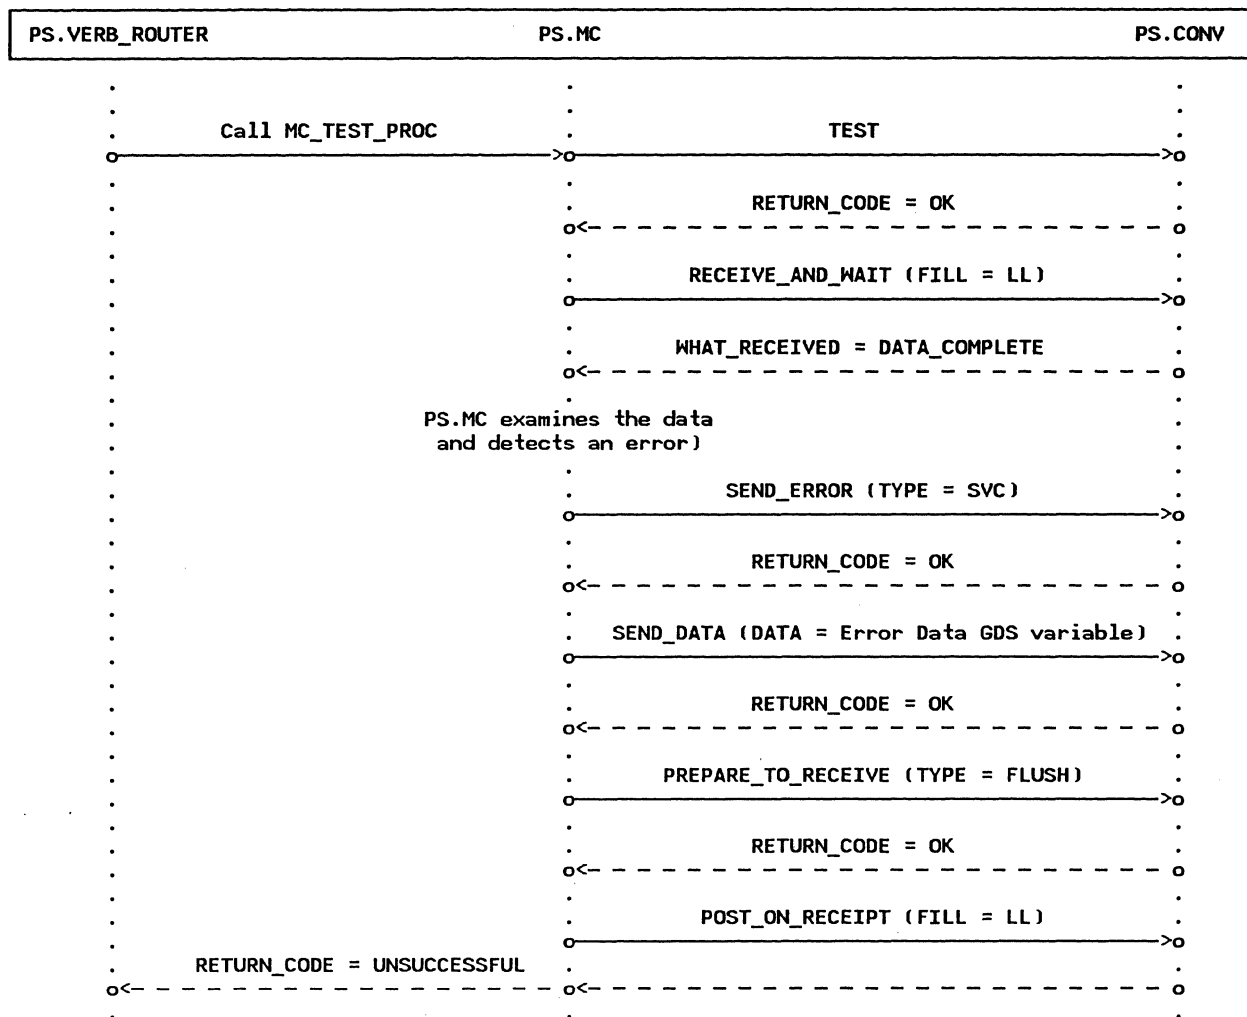 PS.VERB_ROUTER PS.MC PS.CONV
Call MC_TEST_PROC TEST
RETURN_CODE = OK
RECEIVE_AND_WAIT (FILL = LL)
WHAT_RECEIVED = DATA_COMPLETE
PS.MC examines the data
and detects an error)
SEND_ERROR (TYPE = SVC)
RETURN_CODE = OK
SEND_DATA (DATA = Error Data GDS variable)
RETURN_CODE = OK
PREPARE_TO_RECEIVE (TYPE = FLUSH)
RETURN_CODE = OK
POST_ON_RECEIPT (FILL = LL)
RETURN_CODE = UNSUCCESSFUL